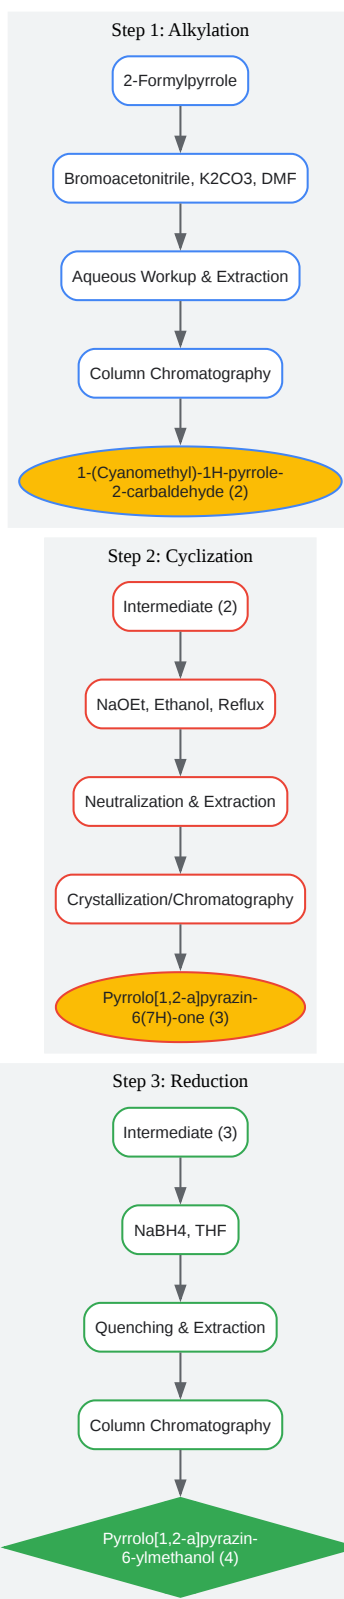 Step 1: Alkylation
2-Formylpyrrole
Bromoacetonitrile, K2CO3, DMF
Aqueous Workup & Extraction
Column Chromatography
1-(Cyanomethyl)-1H-pyrrole-
2-carbaldehyde (2)
Step 2: Cyclization
Intermediate (2)
NaOEt, Ethanol, Reflux
Neutralization & Extraction
Crystallization/Chromatography
Pyrrolo[1,2-a]pyrazin-
6(7H)-one (3)
Step 3: Reduction
Intermediate (3)
NaBH4, THF
Quenching & Extraction
Column Chromatography
Pyrrolo[1,2-a]pyrazin-
6-ylmethanol (4)